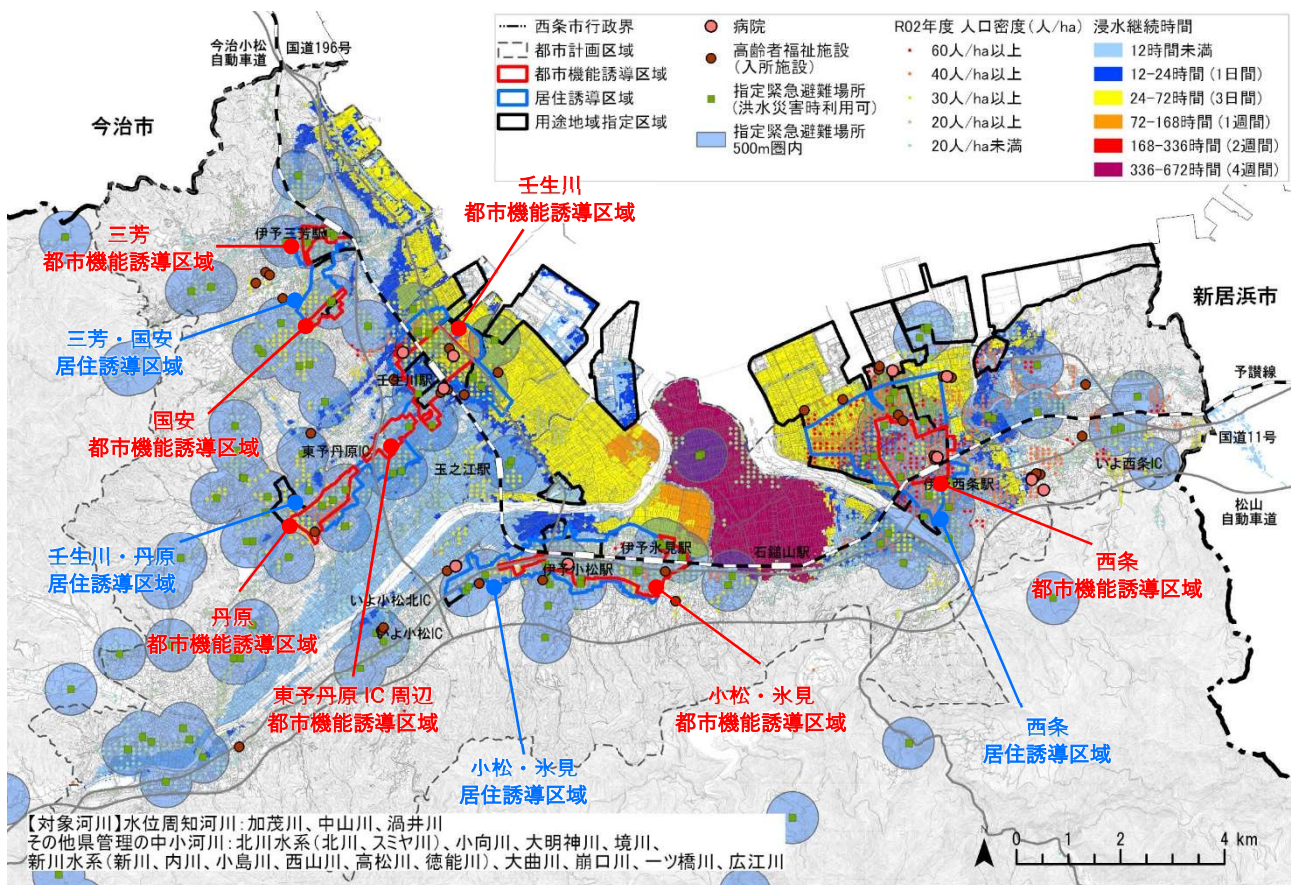 西条市行政界
都市計画区域
都市機能誘導区域
居住誘導区域
用途地域指定区域
病院
高齢者福祉施設
(入所施設)
指定緊急避難場所
(洪水災害時利用可)
指定緊急避難場所
500m圏内
R02年度 人口密度(人/ha)
60人/ha以上
40人/ha以上
30人/ha以上
20人/ha以上
20人/ha未満
浸水継続時間
12時間未満
12-24時間(1日間)
24-72時間(3日間)
72-168時間(1週間)
168-336時間(2週間)
336-672時間(4週間)
今治小松
自動車道
国道196号
今治市
壬生川
都市機能誘導区域
三芳
都市機能誘導区域
伊予三芳駅
新居浜市
三芳・国安
居住誘導区域
予讃線
壬生川駅
国安
都市機能誘導区域
国道11号
東予丹原IC
玉之江駅
いよ西条IC
伊予西条駅
松山
自動車道
壬生川・丹原
居住誘導区域
伊予氷見駅
石鎚山駅
伊予小松駅
西条
都市機能誘導区域
丹原
都市機能誘導区域
いよ小松北IC
いよ小松IC
東予丹原IC周辺
都市機能誘導区域
小松・氷見
都市機能誘導区域
西条
居住誘導区域
小松・氷見
居住誘導区域
【対象河川】水位周知河川:加茂川、中山川、渦井川
その他県管理の中小河川:北川水系(北川、スミヤ川)、小向川、大明神川、境川、
新川水系(新川、内川、小島川、西山川、高松川、徳能川)、大曲川、崩口川、一ツ橋川、広江川
0 1 2 4 km